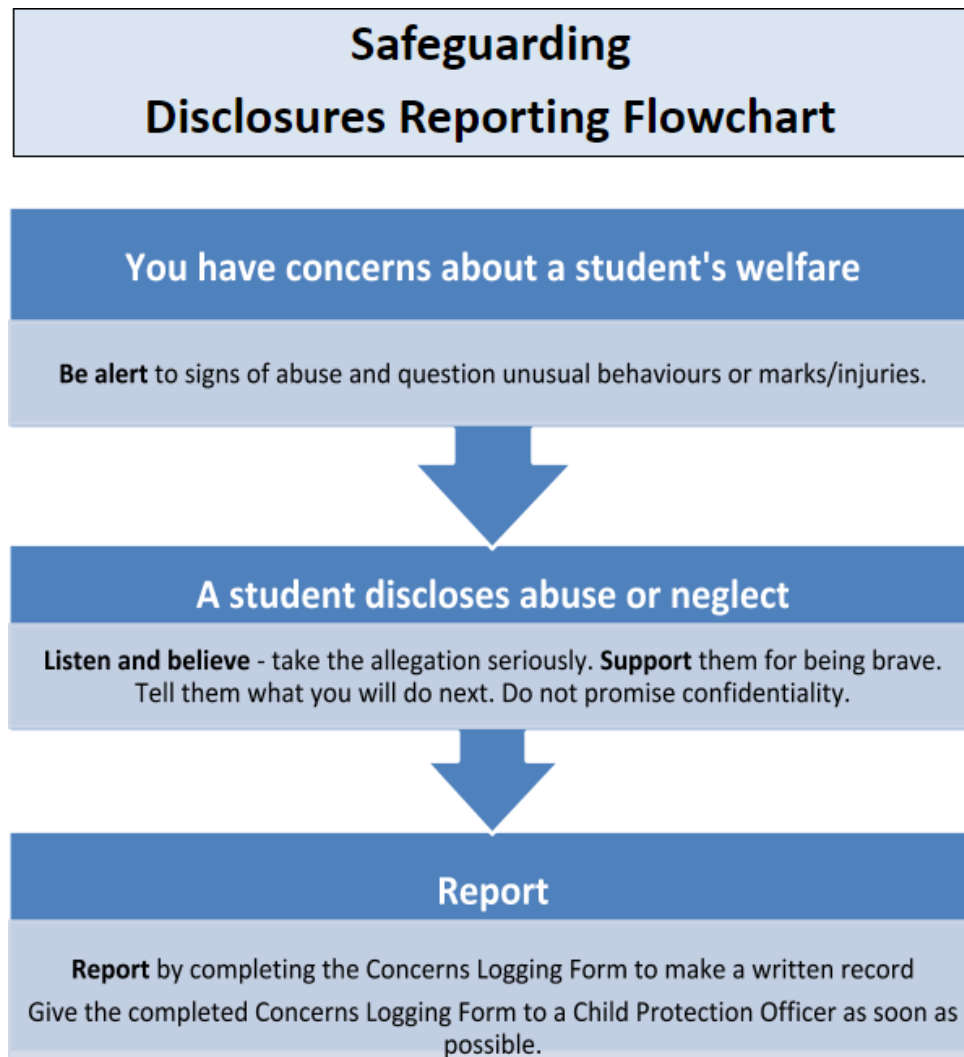 Safeguarding
Disclosures Reporting Flowchart
You have concerns about a student's welfare
Be alert to signs of abuse and question unusual behaviours or marks/injuries.
A student discloses abuse or neglect
Listen and believe - take the allegation seriously. Support them for being brave.
Tell them what you will do next. Do not promise confidentiality.
Report
Report by completing the Concerns Logging Form to make a written record
Give the completed Concerns Logging Form to a Child Protection Officer as soon as
possible.